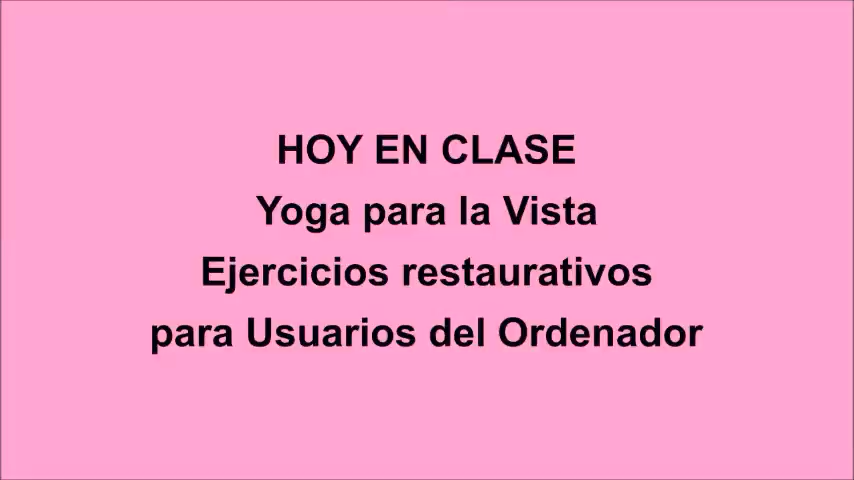 HOY EN CLASE
Yoga para la Vista
Ejercicios restaurativos
para Usuarios del Ordenador